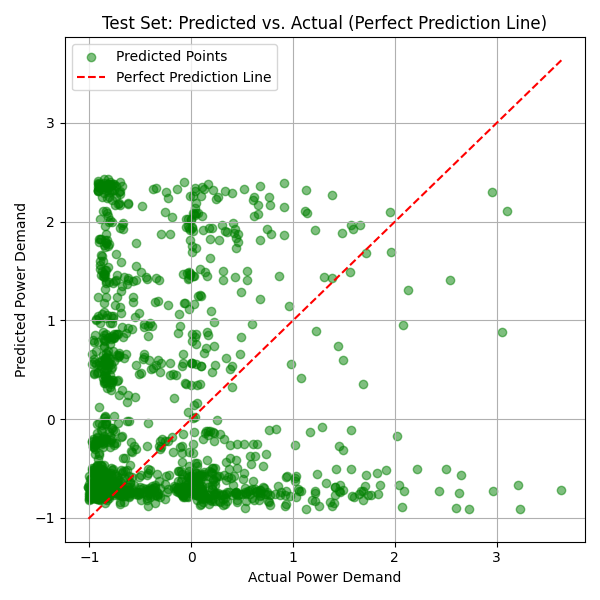 Test Set: Predicted vs. Actual (Perfect Prediction Line)
Predicted Points
Perfect Prediction Line
3
2
1
0
−1
Predicted Power Demand
−1 0 1 2 3
Actual Power Demand